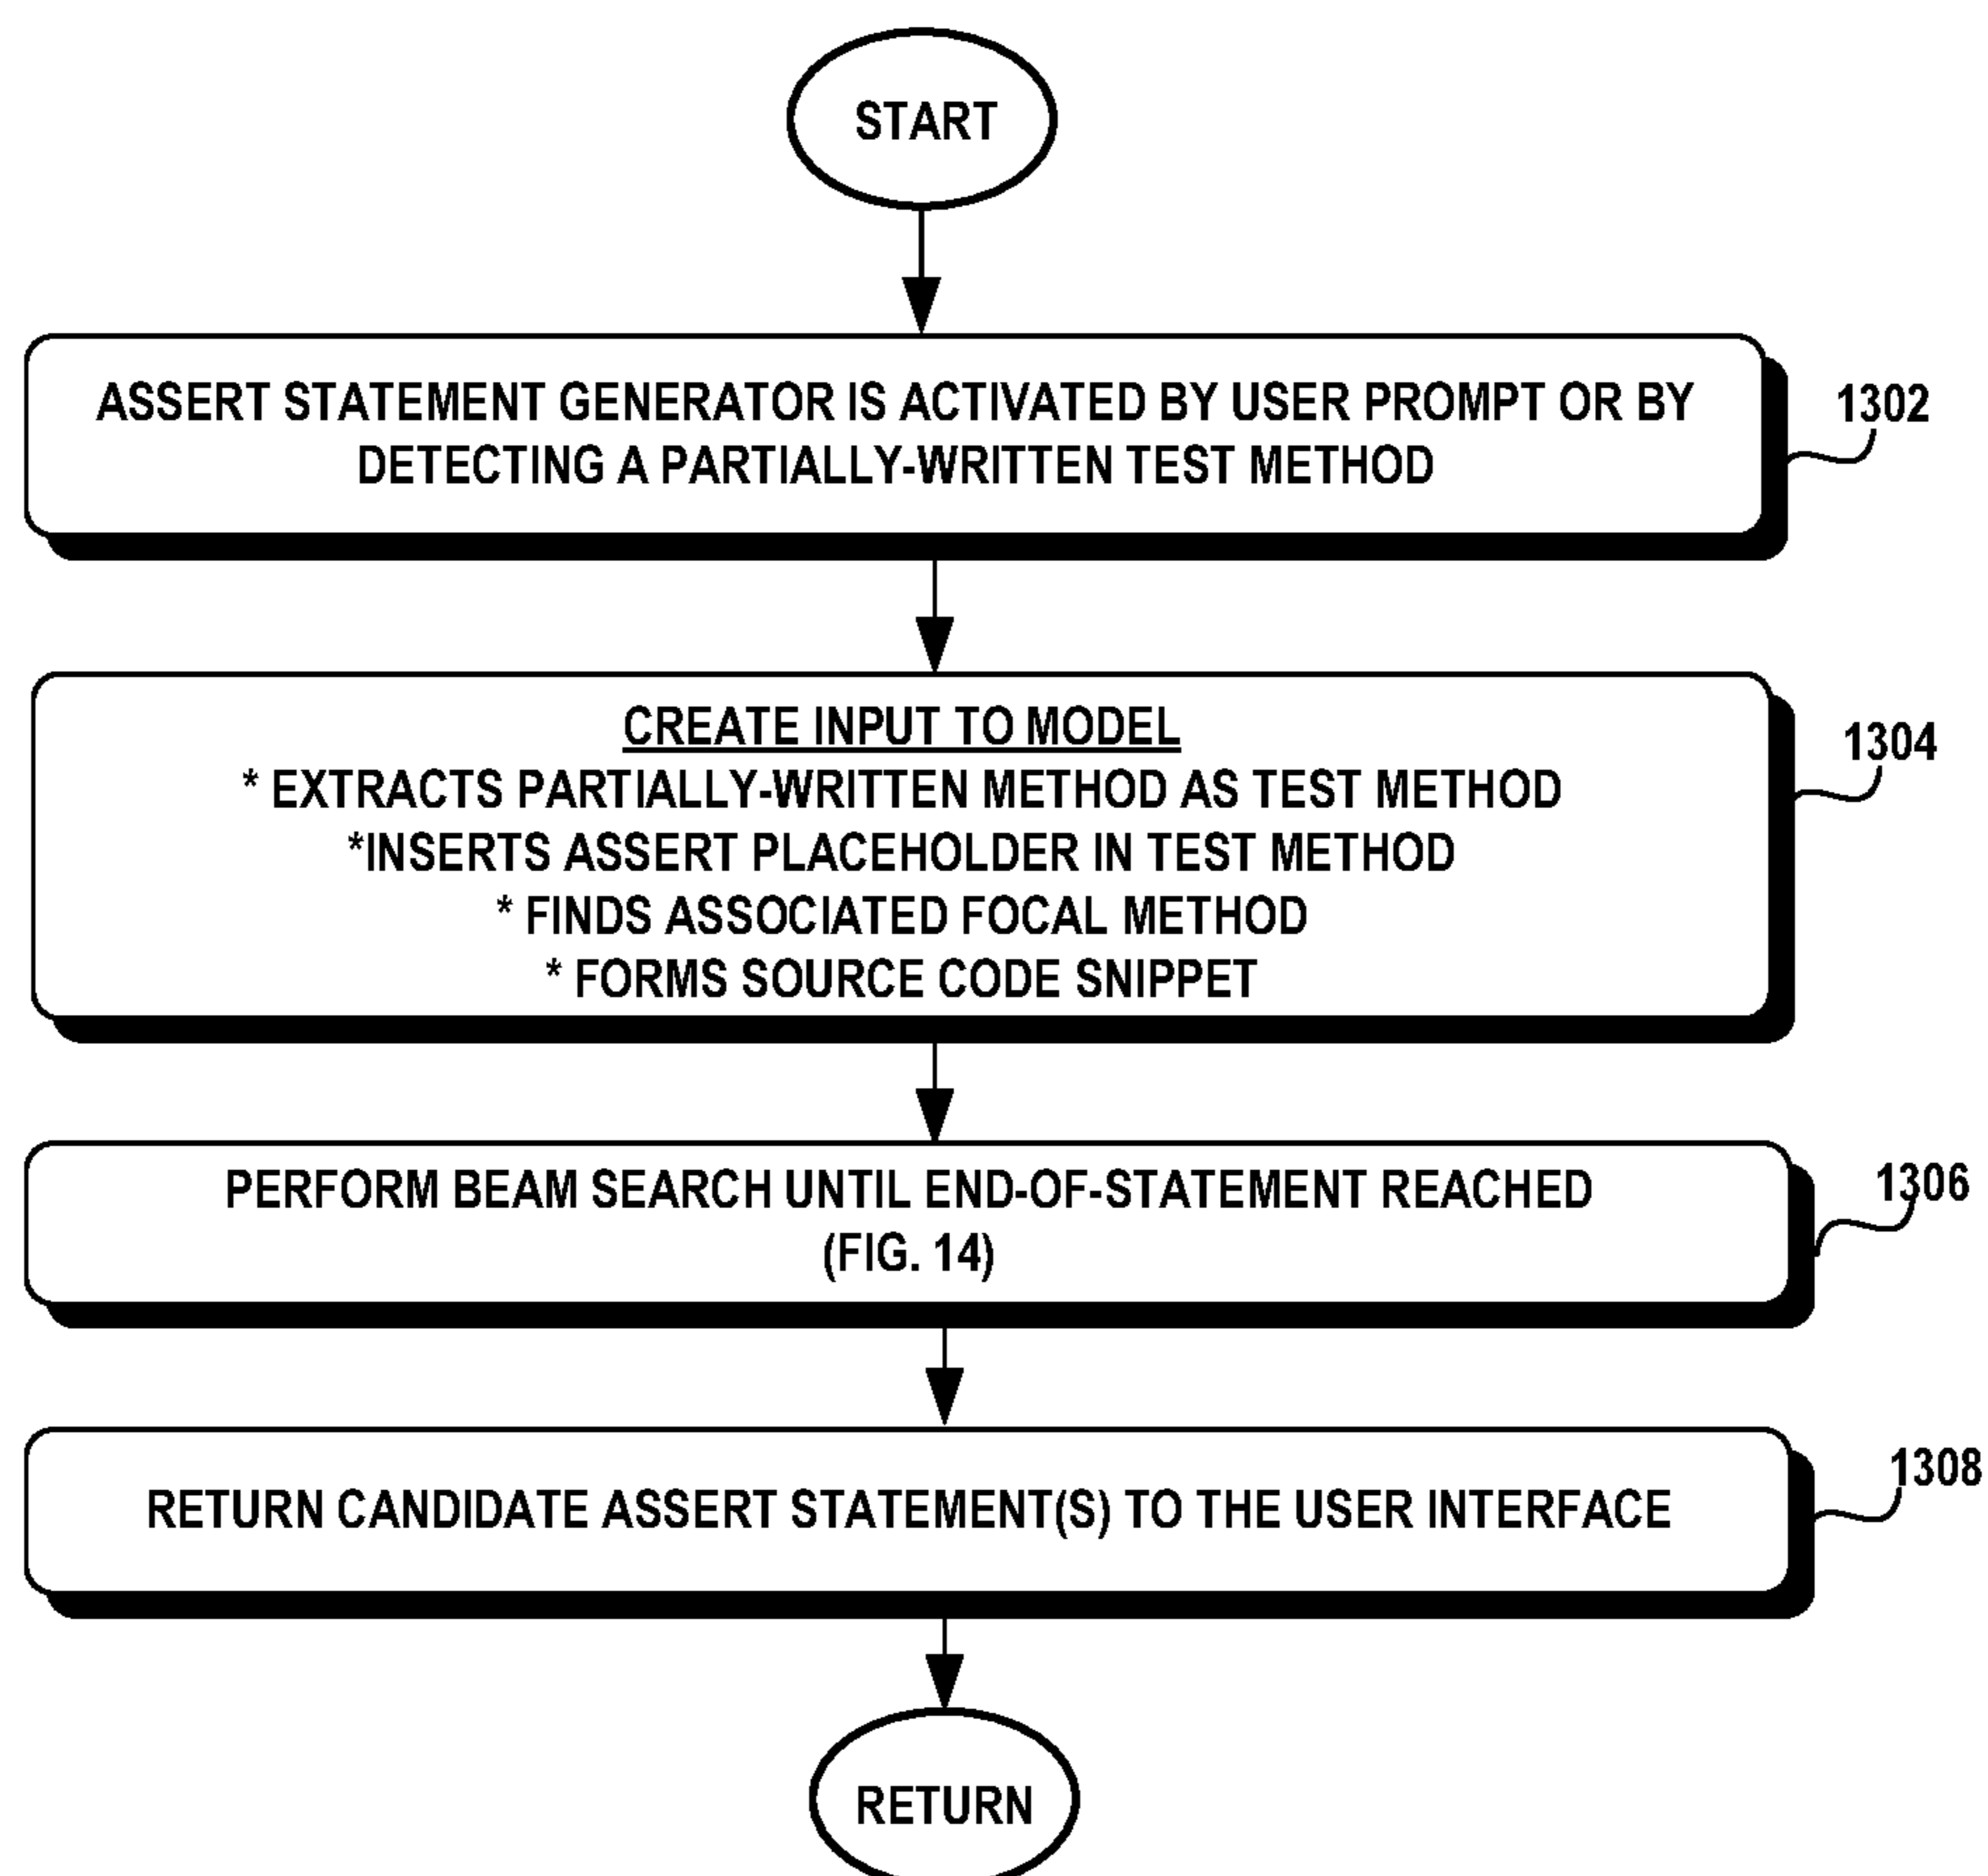 START
ASSERT STATEMENT GENERATOR IS ACTIVATED BY USER PROMPT OR BY
DETECTING A PARTIALLY-WRITTEN TEST METHOD
1302
CREATE INPUT TO MODEL
* EXTRACTS PARTIALLY-WRITTEN METHOD AS TEST METHOD
*INSERTS ASSERT PLACEHOLDER IN TEST METHOD
* FINDS ASSOCIATED FOCAL METHOD
* FORMS SOURCE CODE SNIPPET
1304
PERFORM BEAM SEARCH UNTIL END-OF-STATEMENT REACHED
(FIG. 14)
1306
RETURN CANDIDATE ASSERT STATEMENT(S) TO THE USER INTERFACE
1308
RETURN